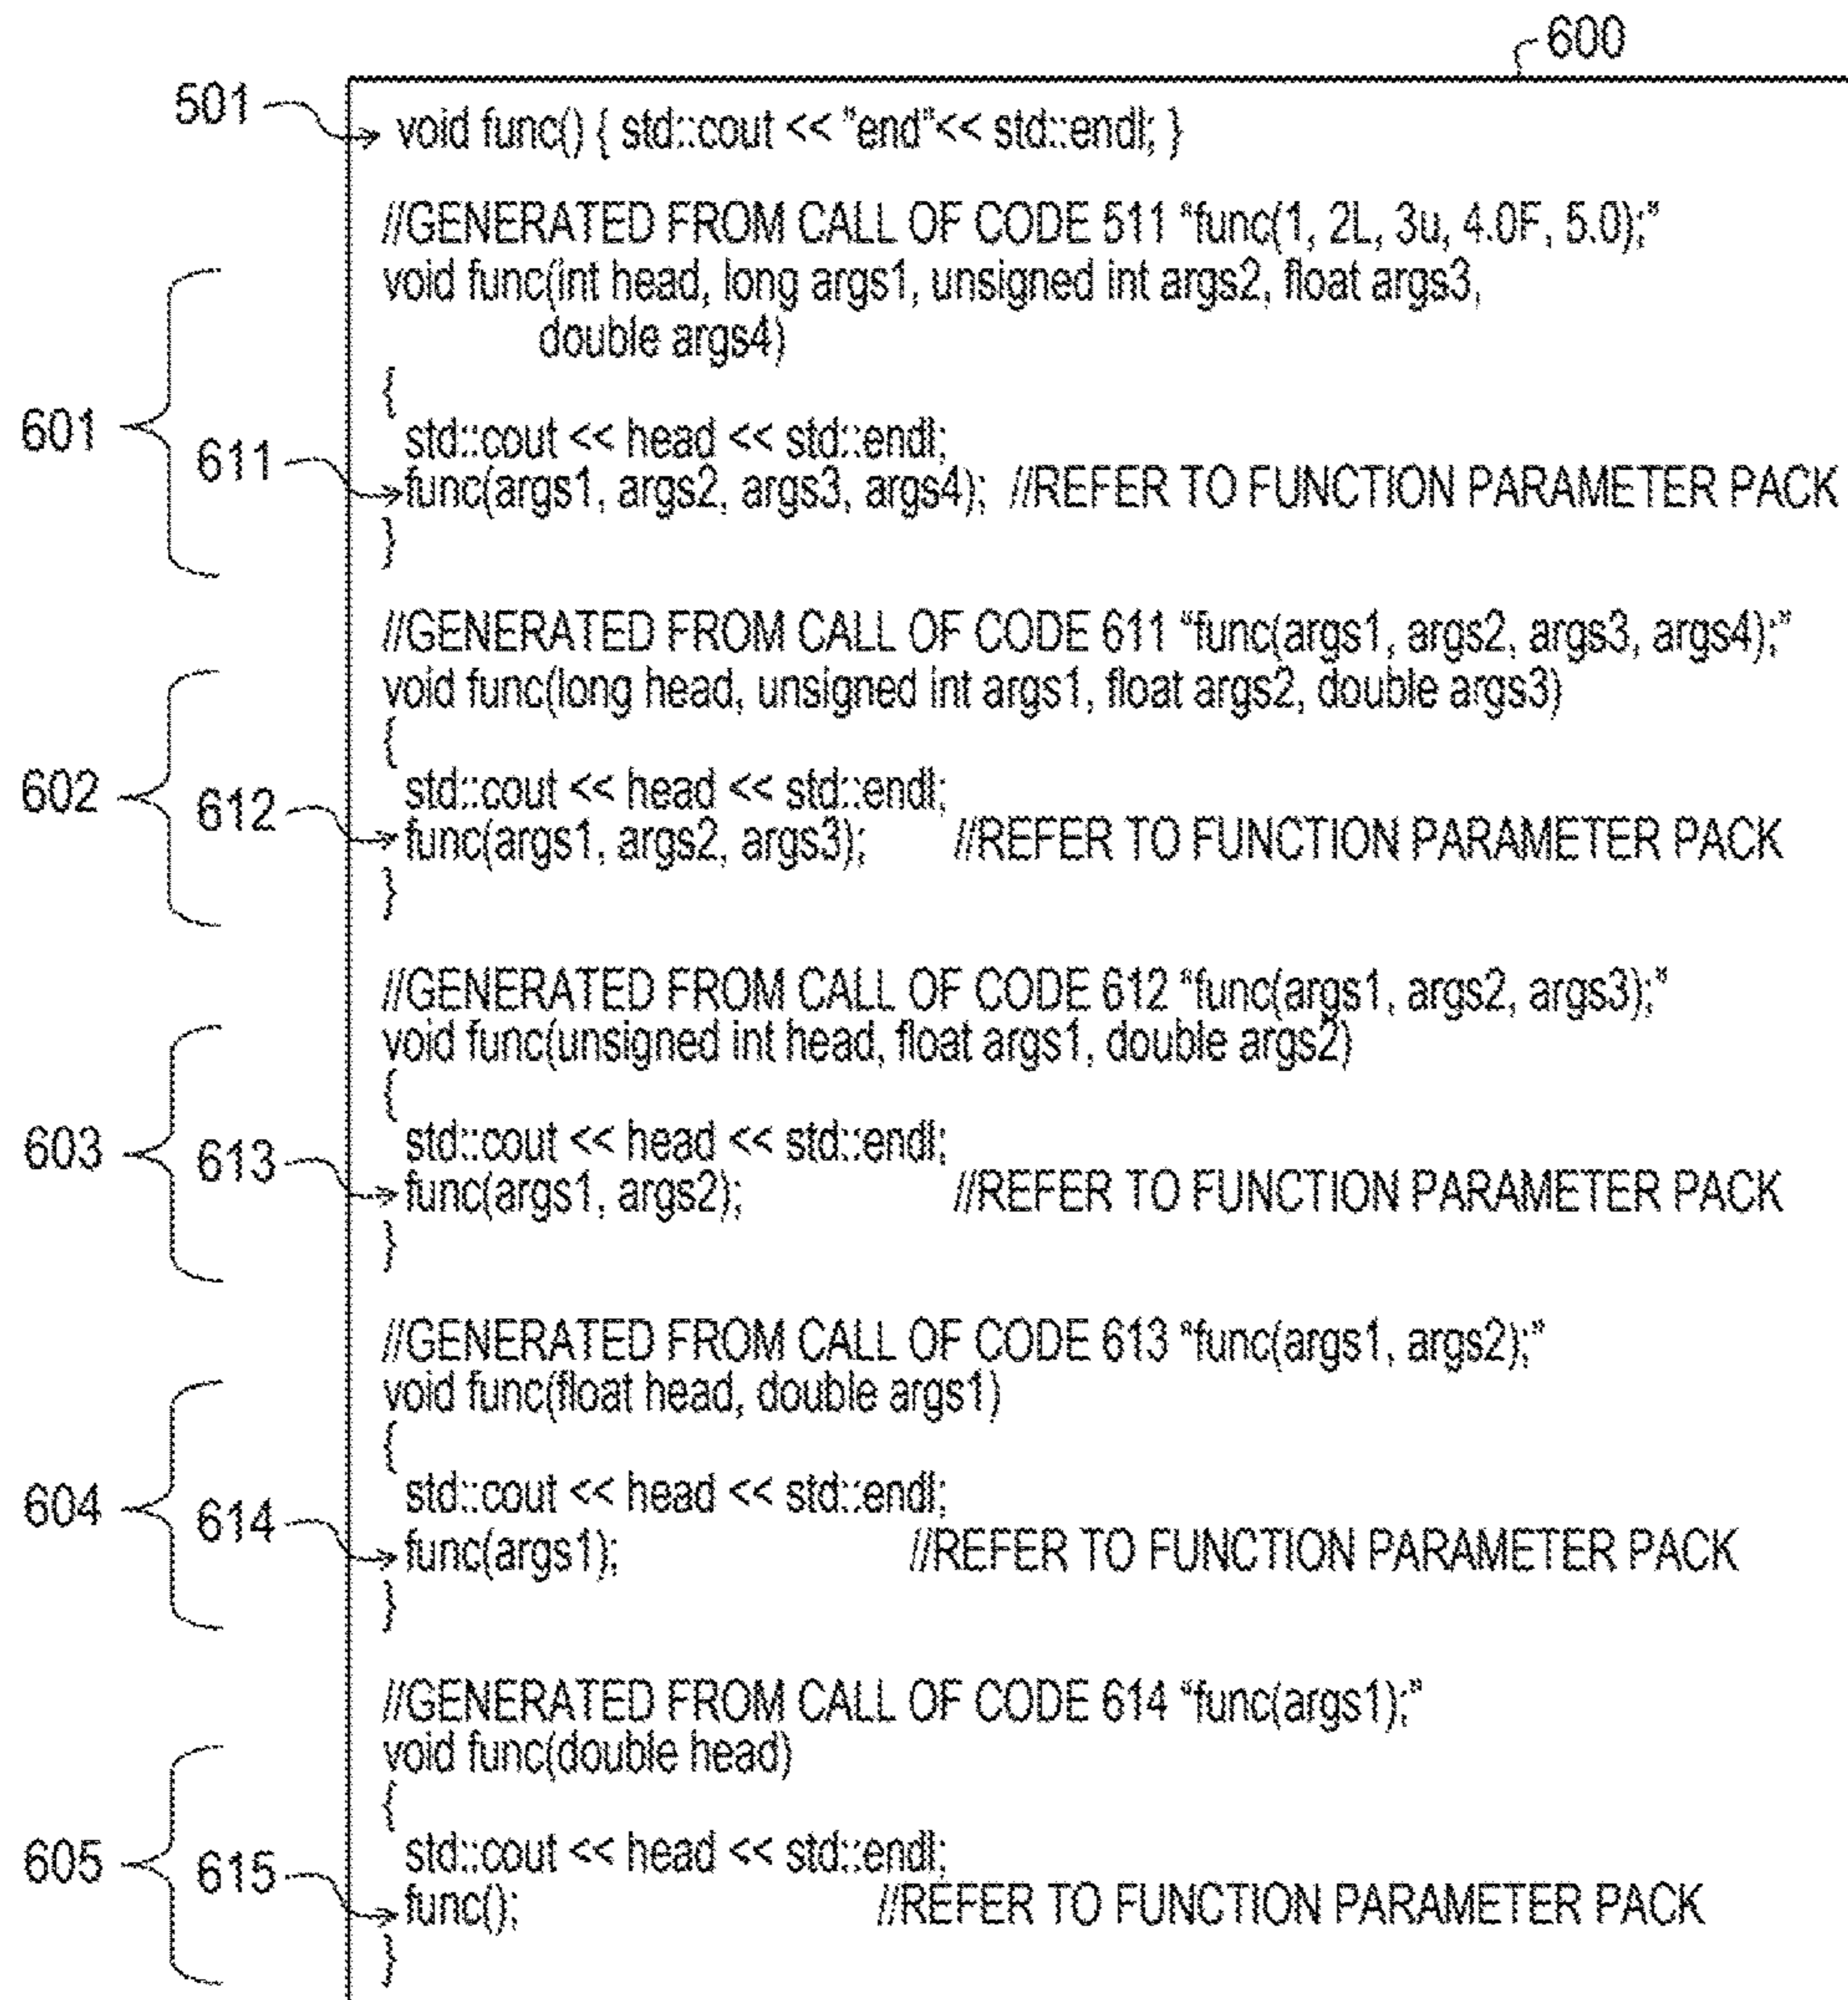 600
501 void func() { std::cout << "end"<< std::endl; }
//GENERATED FROM CALL OF CODE 511 "func(1, 2L, 3u, 4.0F, 5.0);"
void func(int head, long args1, unsigned int args2, float args3,
double args4)
{
std::cout << head << std::endl;
601
611 func(args1, args2, args3, args4); //REFER TO FUNCTION PARAMETER PACK
}
//GENERATED FROM CALL OF CODE 611 "func(args1, args2, args3, args4);"
void func(long head, unsigned int args1, float args2, double args3)
{
std::cout << head << std::endl;
602
612 func(args1, args2, args3); //REFER TO FUNCTION PARAMETER PACK
}
//GENERATED FROM CALL OF CODE 612 "func(args1, args2, args3);"
void func(unsigned int head, float args1, double args2)
{
std::cout << head << std::endl;
603
613 func(args1, args2); //REFER TO FUNCTION PARAMETER PACK
}
//GENERATED FROM CALL OF CODE 613 "func(args1, args2);"
void func(float head, double args1)
{
std::cout << head << std::endl;
604
614 func(args1); //REFER TO FUNCTION PARAMETER PACK
}
//GENERATED FROM CALL OF CODE 614 "func(args1);"
void func(double head)
{
std::cout << head << std::endl;
605
615 func(); //REFER TO FUNCTION PARAMETER PACK
}